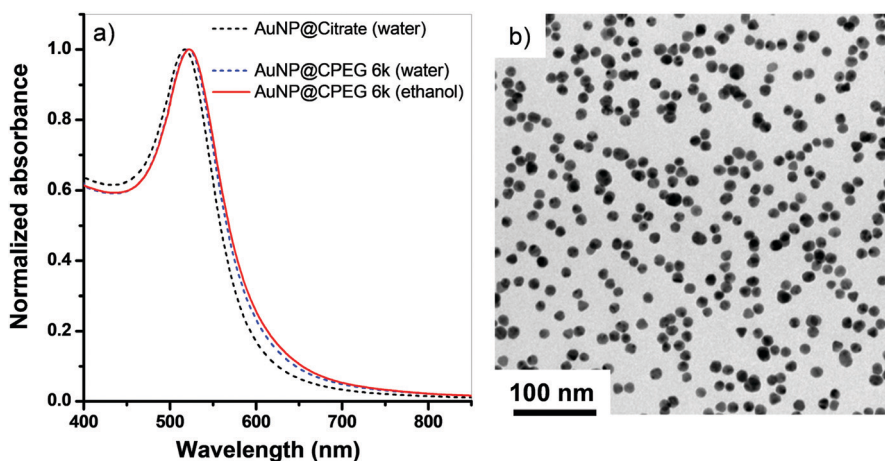 a)
AuNP@Citrate (water)
AuNP@CPEG 6k (water)
AuNP@CPEG 6k (ethanol)
Normalized absorbance
1.0
0.8
0.6
0.4
0.2
0.0
400 500 600 700 800
Wavelength (nm)
b)
100 nm